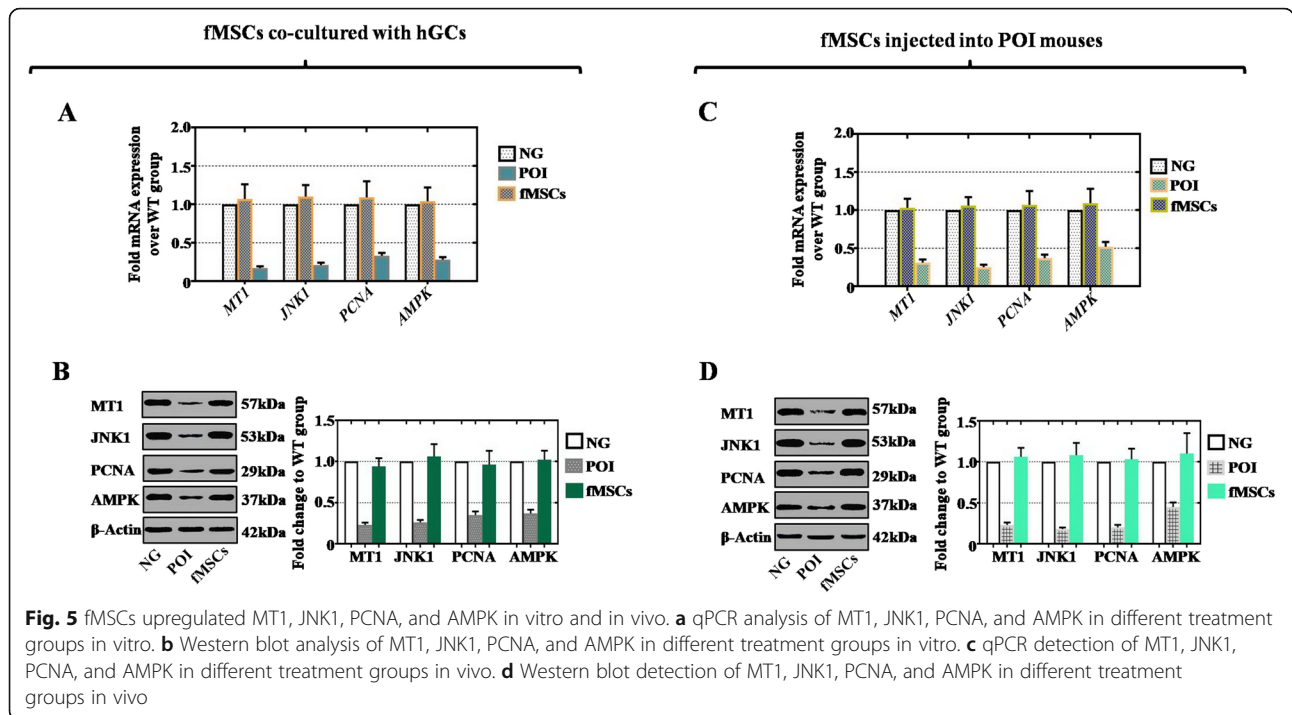 fMSCs co-cultured with hGCs
fMSCs injected into POI mouses
A
Fold mRNA expression
over WT group
2.0
1.5
1.0
0.5
0
MT1
JNK1
PCNA
AMPK
NG
POI
fMSCs
C
Fold mRNA expression
over WT group
2.0
1.5
1.0
0.5
0
MT1
JNK1
PCNA
AMPK
NG
POI
fMSCs
B
MT1
57kDa
JNK1
53kDa
PCNA
29kDa
AMPK
37kDa
β-Actin
42kDa
NG
POI
fMSCs
Fold change to WT group
1.5
1.0
0.5
0
MT1
JNK1
PCNA
AMPK
NG
POI
fMSCs
D
MT1
57kDa
JNK1
53kDa
PCNA
29kDa
AMPK
37kDa
β-Actin
42kDa
NG
POI
fMSCs
Fold change to WT group
1.5
1.0
0.5
0
MT1
JNK1
PCNA
AMPK
NG
POI
fMSCs
Fig. 5 fMSCs upregulated MT1, JNK1, PCNA, and AMPK in vitro and in vivo. a qPCR analysis of MT1, JNK1, PCNA, and AMPK in different treatment
groups in vitro. b Western blot analysis of MT1, JNK1, PCNA, and AMPK in different treatment groups in vitro. c qPCR detection of MT1, JNK1,
PCNA, and AMPK in different treatment groups in vivo. d Western blot detection of MT1, JNK1, PCNA, and AMPK in different treatment
groups in vivo